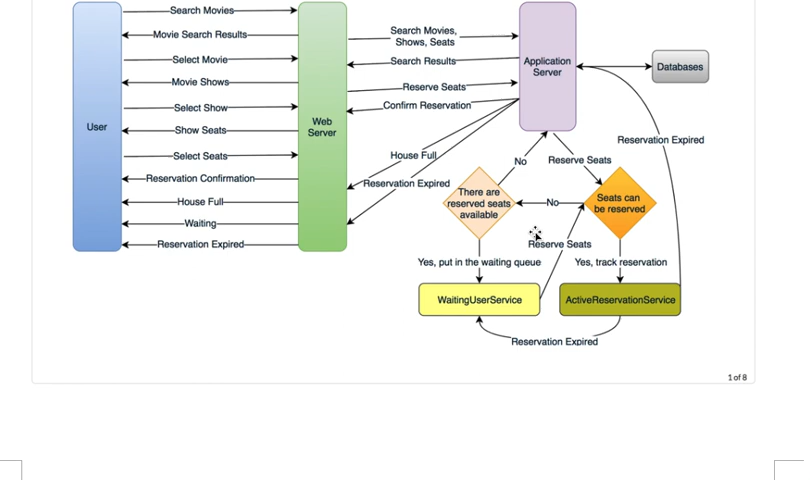 Search Movies
Movie Search Results
Select Movie
Movie Shows
Select Show
Show Seats
Select Seats
Reservation Confirmation
House Full
Waiting
Reservation Expired
User
Web
Server
Search Movies,
Shows, Seats
Search Results
Reserve Seats
Confirm Reservation
House Full
Reservation Expired
Application
Server
Databases
Reservation Expired
No
Reserve Seats
There are
reserved seats
available
No
Seats can
be reserved
Reserve Seats
Yes, put in the waiting queue
Yes, track reservation
WaitingUserService
ActiveReservationService
Reservation Expired
1 of 8